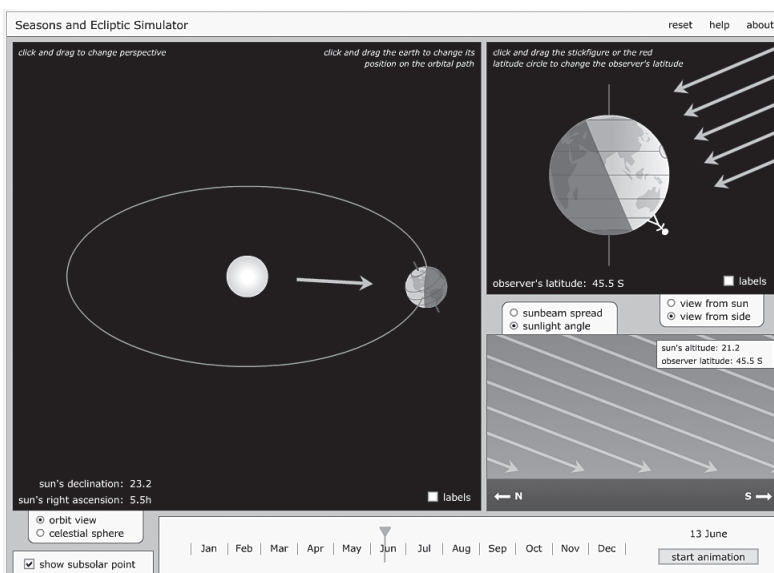 Seasons and Ecliptic Simulator
reset help about
click and drag to change perspective
click and drag the earth to change its
position on the orbital path
click and drag the stickfigure or the red
latitude circle to change the observer's latitude
observer's latitude: 45.5 S
labels
sunbeam spread
sunlight angle
view from sun
view from side
sun's altitude: 21.2
observer latitude: 45.5 S
N
S
sun's declination: 23.2
sun's right ascension: 5.5h
labels
orbit view
celestial sphere
show subsolar point
Jan Feb Mar Apr May Jun Jul Aug Sep Oct Nov Dec
13 June
start animation